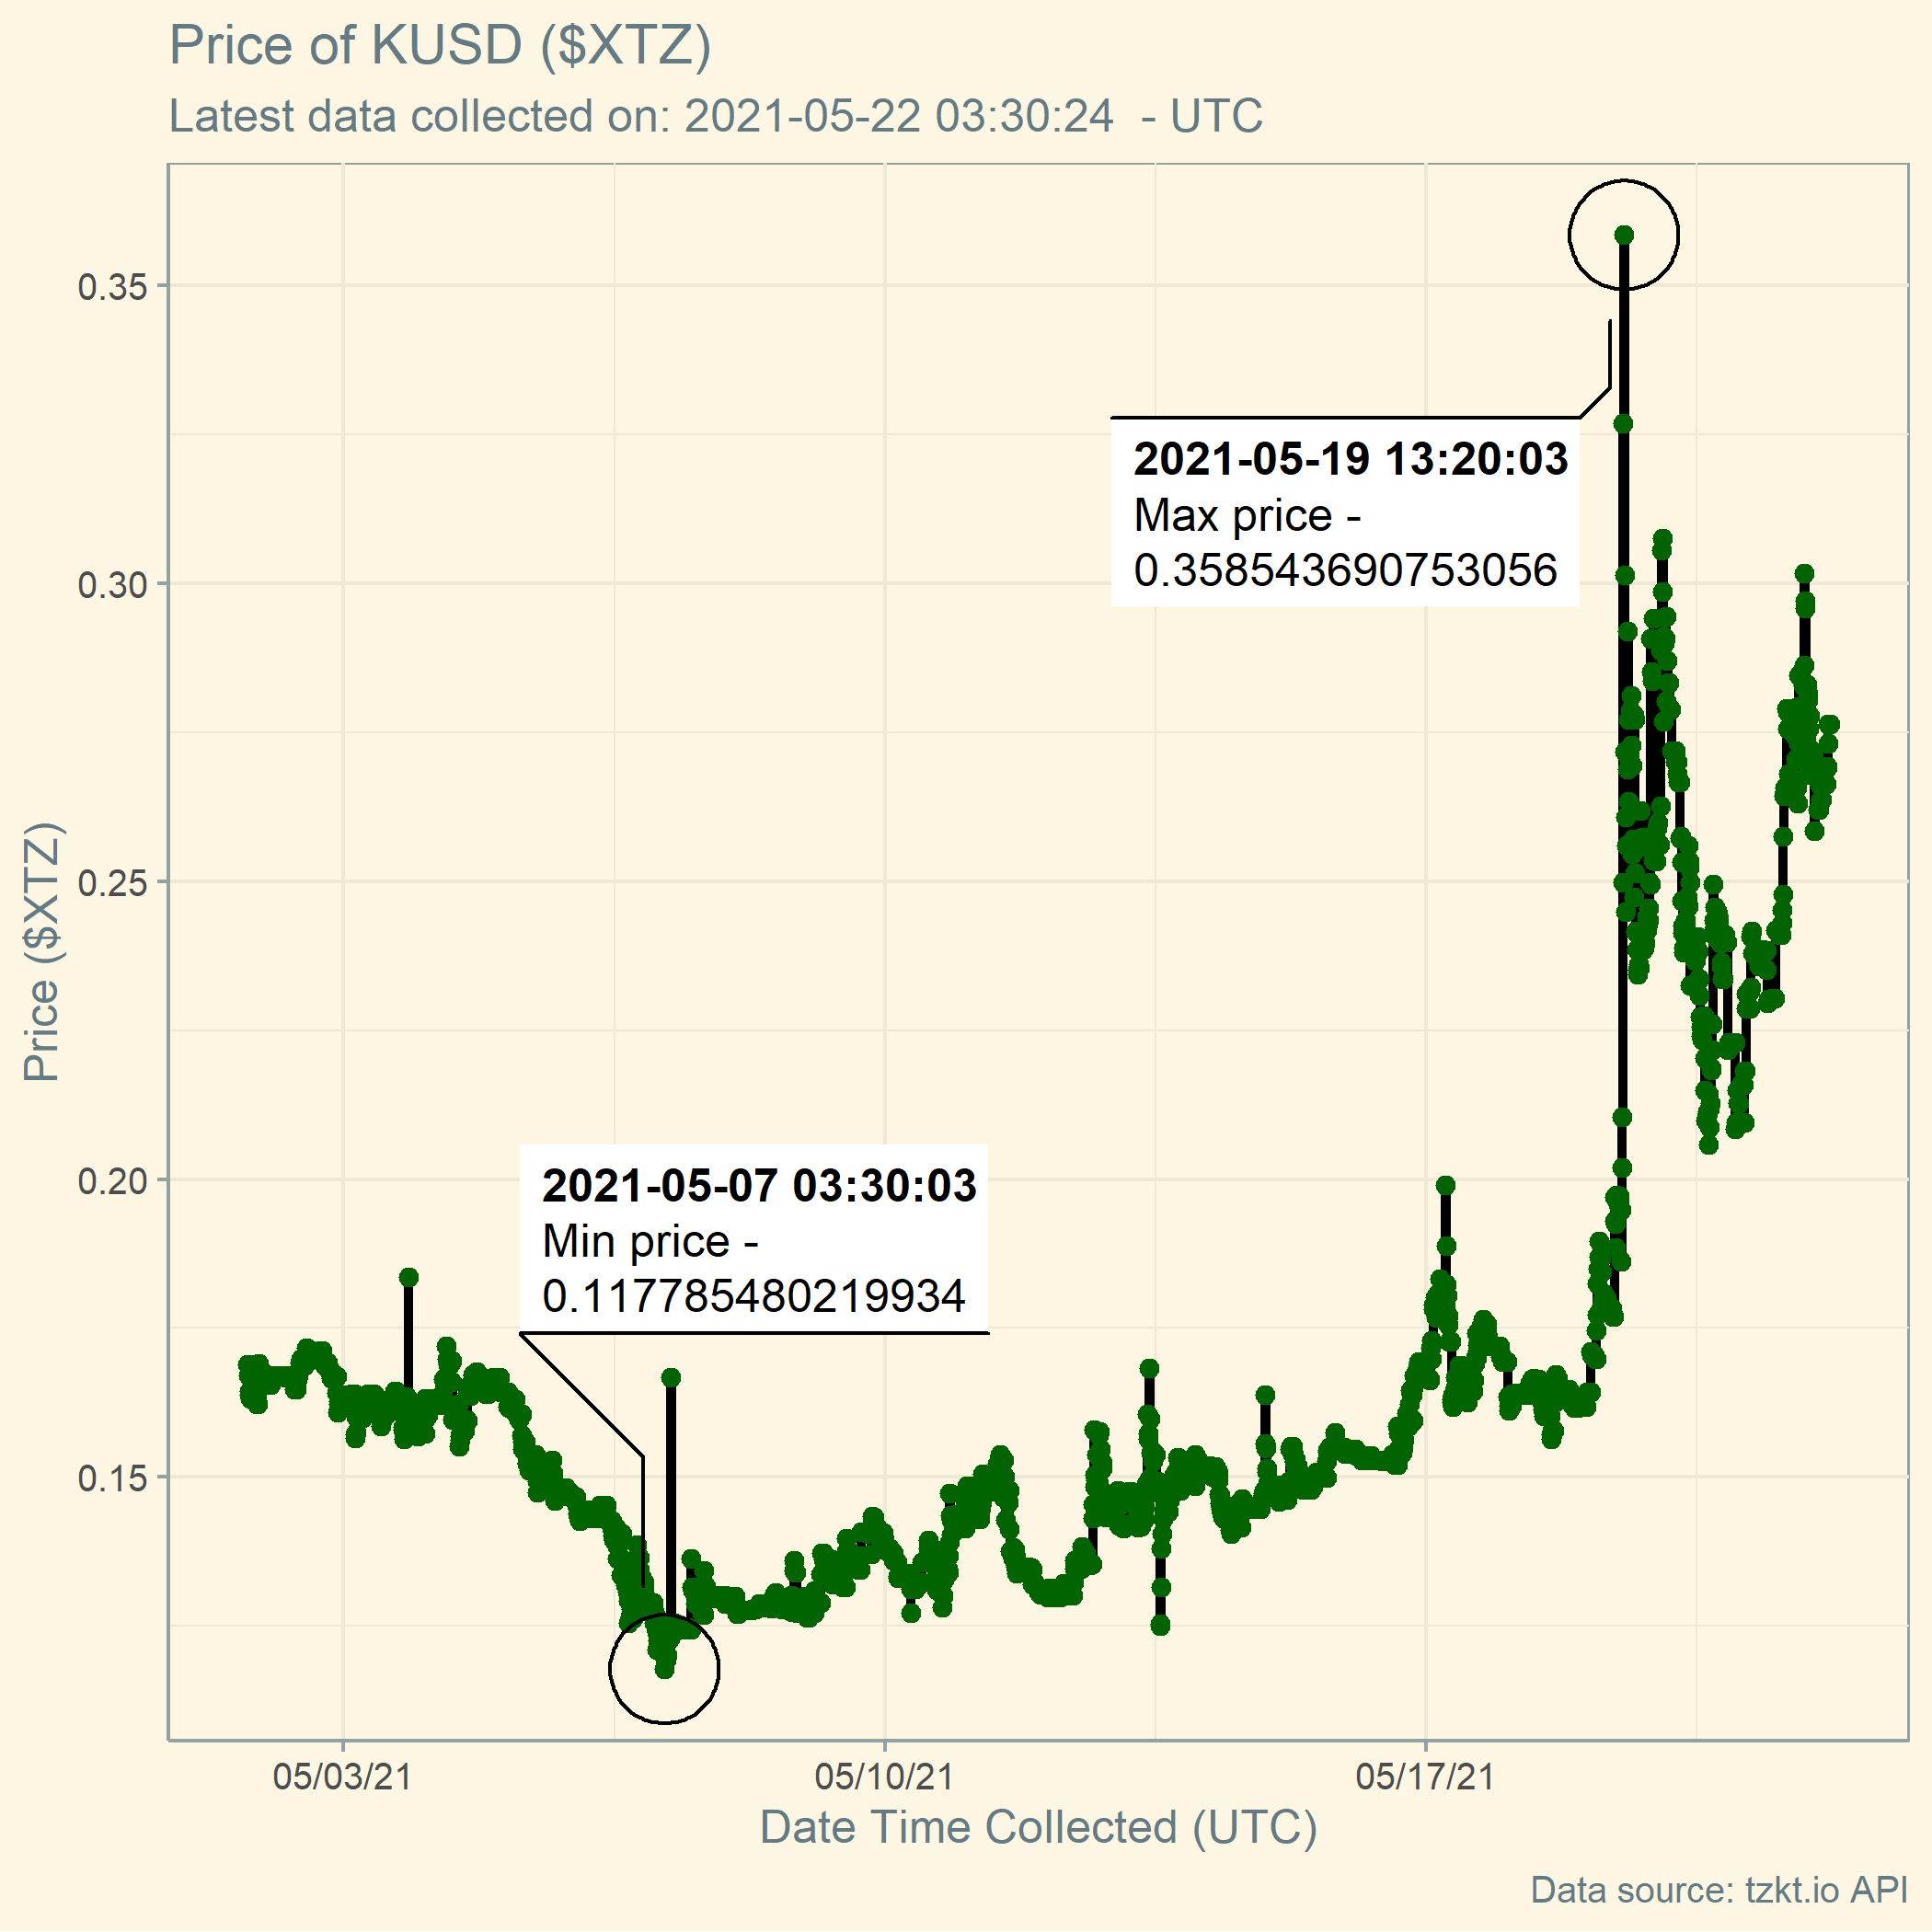 Price of KUSD ($XTZ)
Latest data collected on: 2021-05-22 03:30:24  - UTC
0.35
2021-05-19 13:20:03
Max price -
0.358543690753056
0.30
0.25
Price ($XTZ)
0.20
2021-05-07 03:30:03
Min price -
0.117785480219934
0.15
05/03/21
05/10/21
05/17/21
Date Time Collected (UTC)
Data source: tzkt.io API